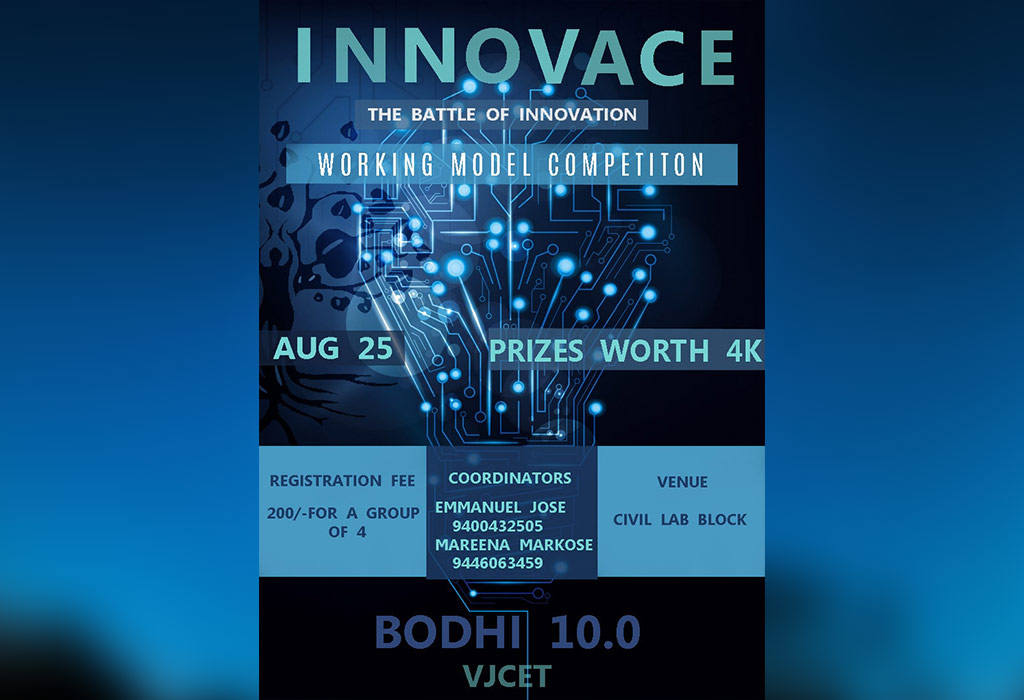 INNOVACE
THE BATTLE OF INNOVATION
WORKING MODEL COMPETITON
AUG 25
PRIZES WORTH 4K
REGISTRATION FEE
200/-FOR A GROUP
OF 4
COORDINATORS
EMMANUEL JOSE
9400432505
MAREENA MARKOSE
9446063459
VENUE
CIVIL LAB BLOCK
BODHI 10.0
VJCET